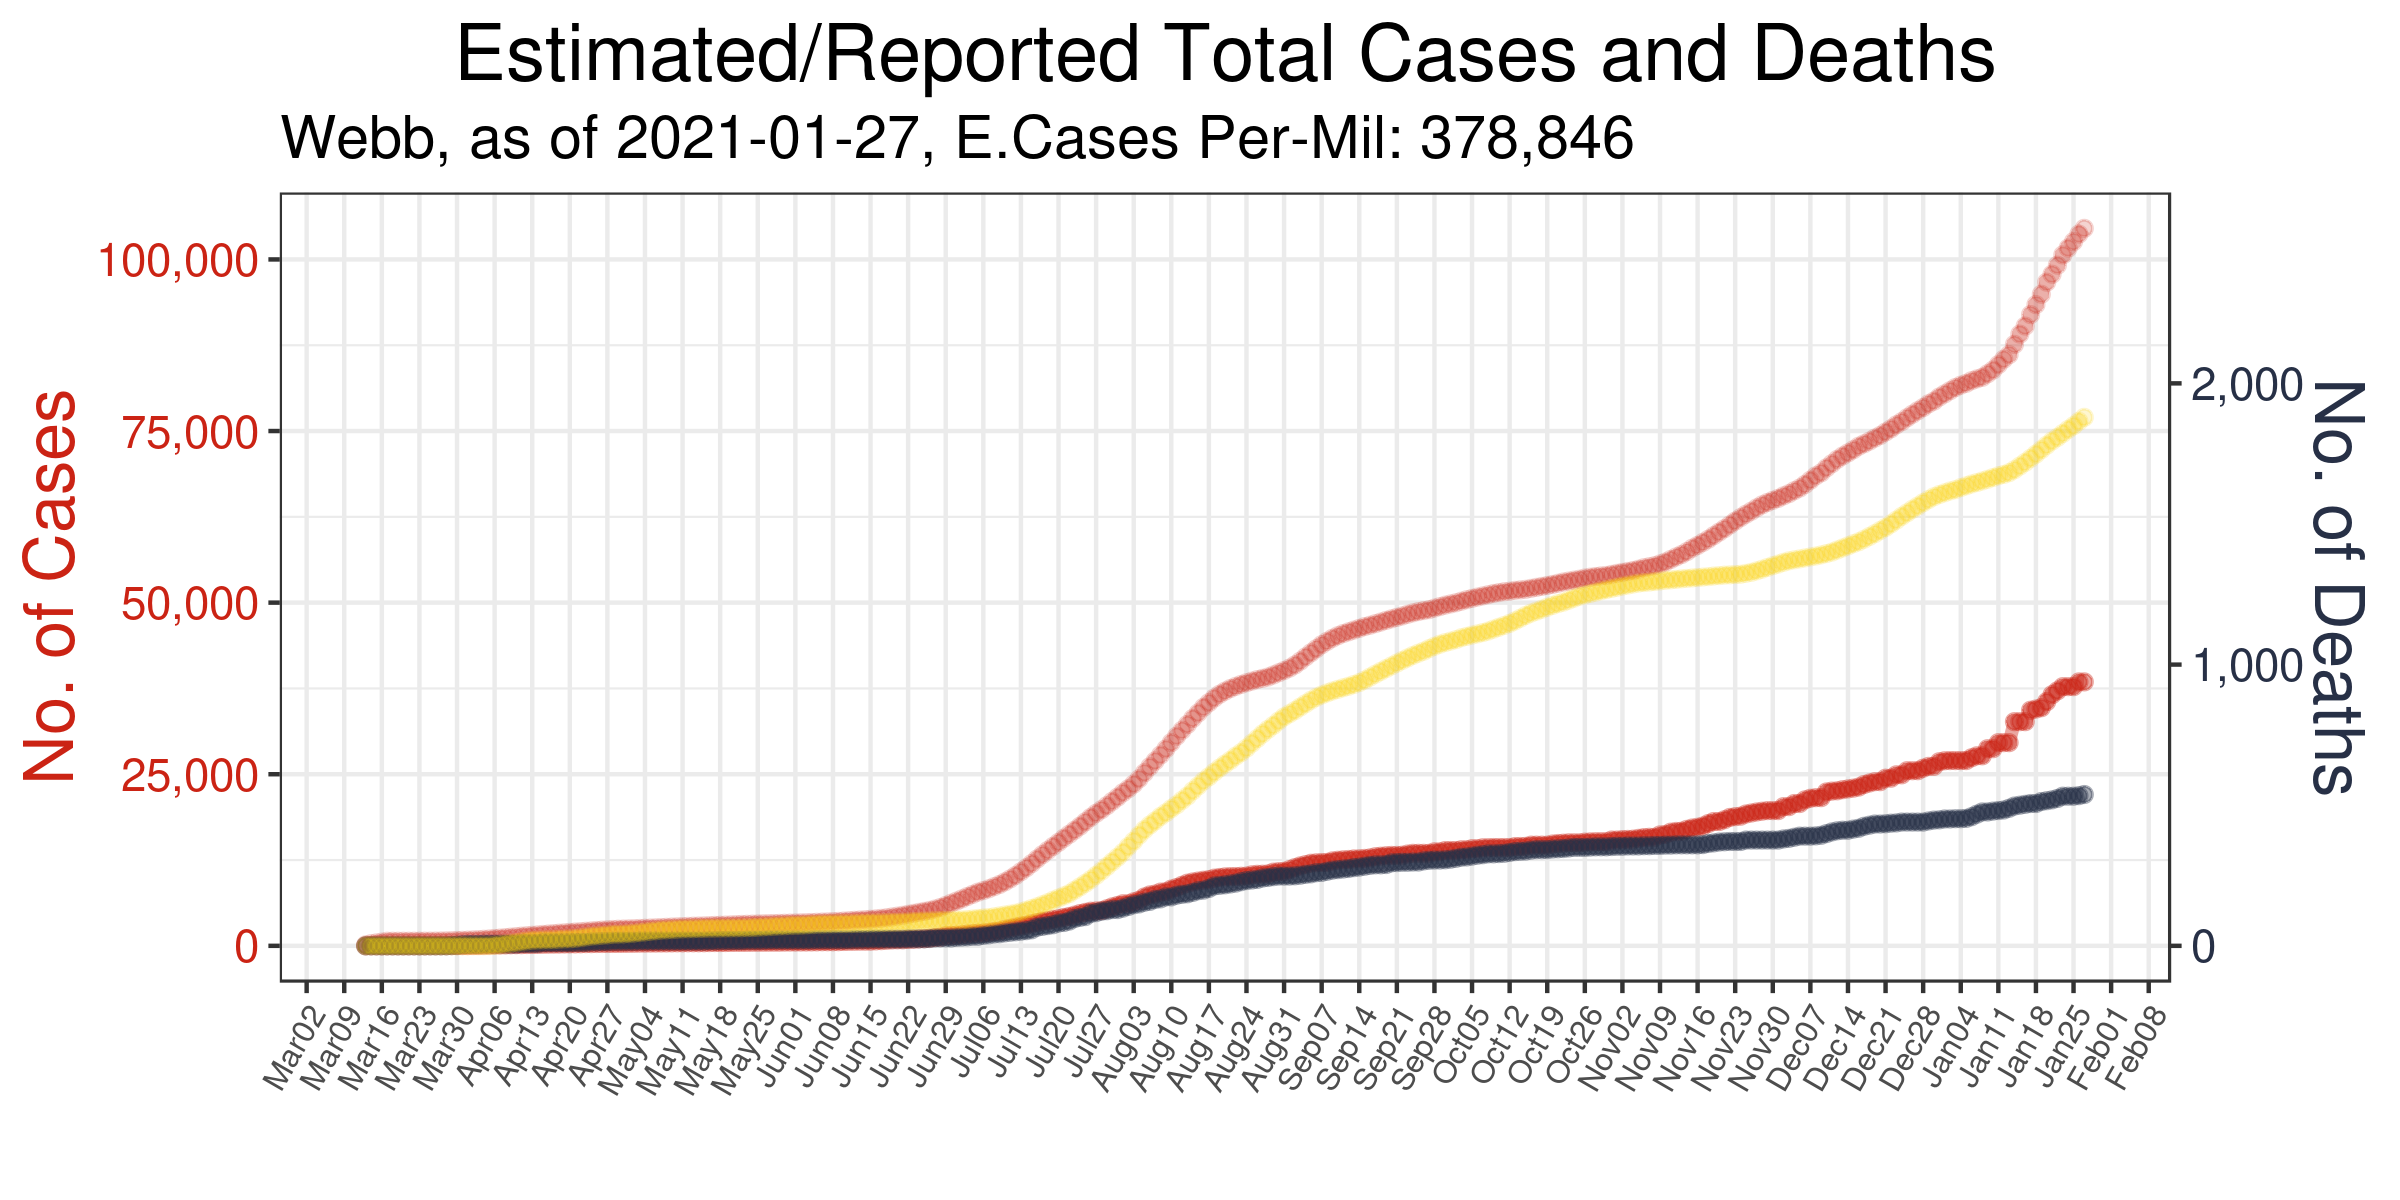 Estimated/Reported Total Cases and Deaths
Webb, as of 2021-01-27, E.Cases Per-Mil: 378,846
No. of Cases
100,000
75,000
50,000
25,000
0
2,000
1,000
0
No. of Deaths
Mar02
Mar09
Mar16
Mar23
Mar30
Apr06
Apr13
Apr20
Apr27
May04
May11
May18
May25
Jun01
Jun08
Jun15
Jun22
Jun29
Jul06
Jul13
Jul20
Jul27
Aug03
Aug10
Aug17
Aug24
Aug31
Sep07
Sep14
Sep21
Sep28
Oct05
Oct12
Oct19
Oct26
Nov02
Nov09
Nov16
Nov23
Nov30
Dec07
Dec14
Dec21
Dec28
Jan04
Jan11
Jan18
Jan25
Feb01
Feb08